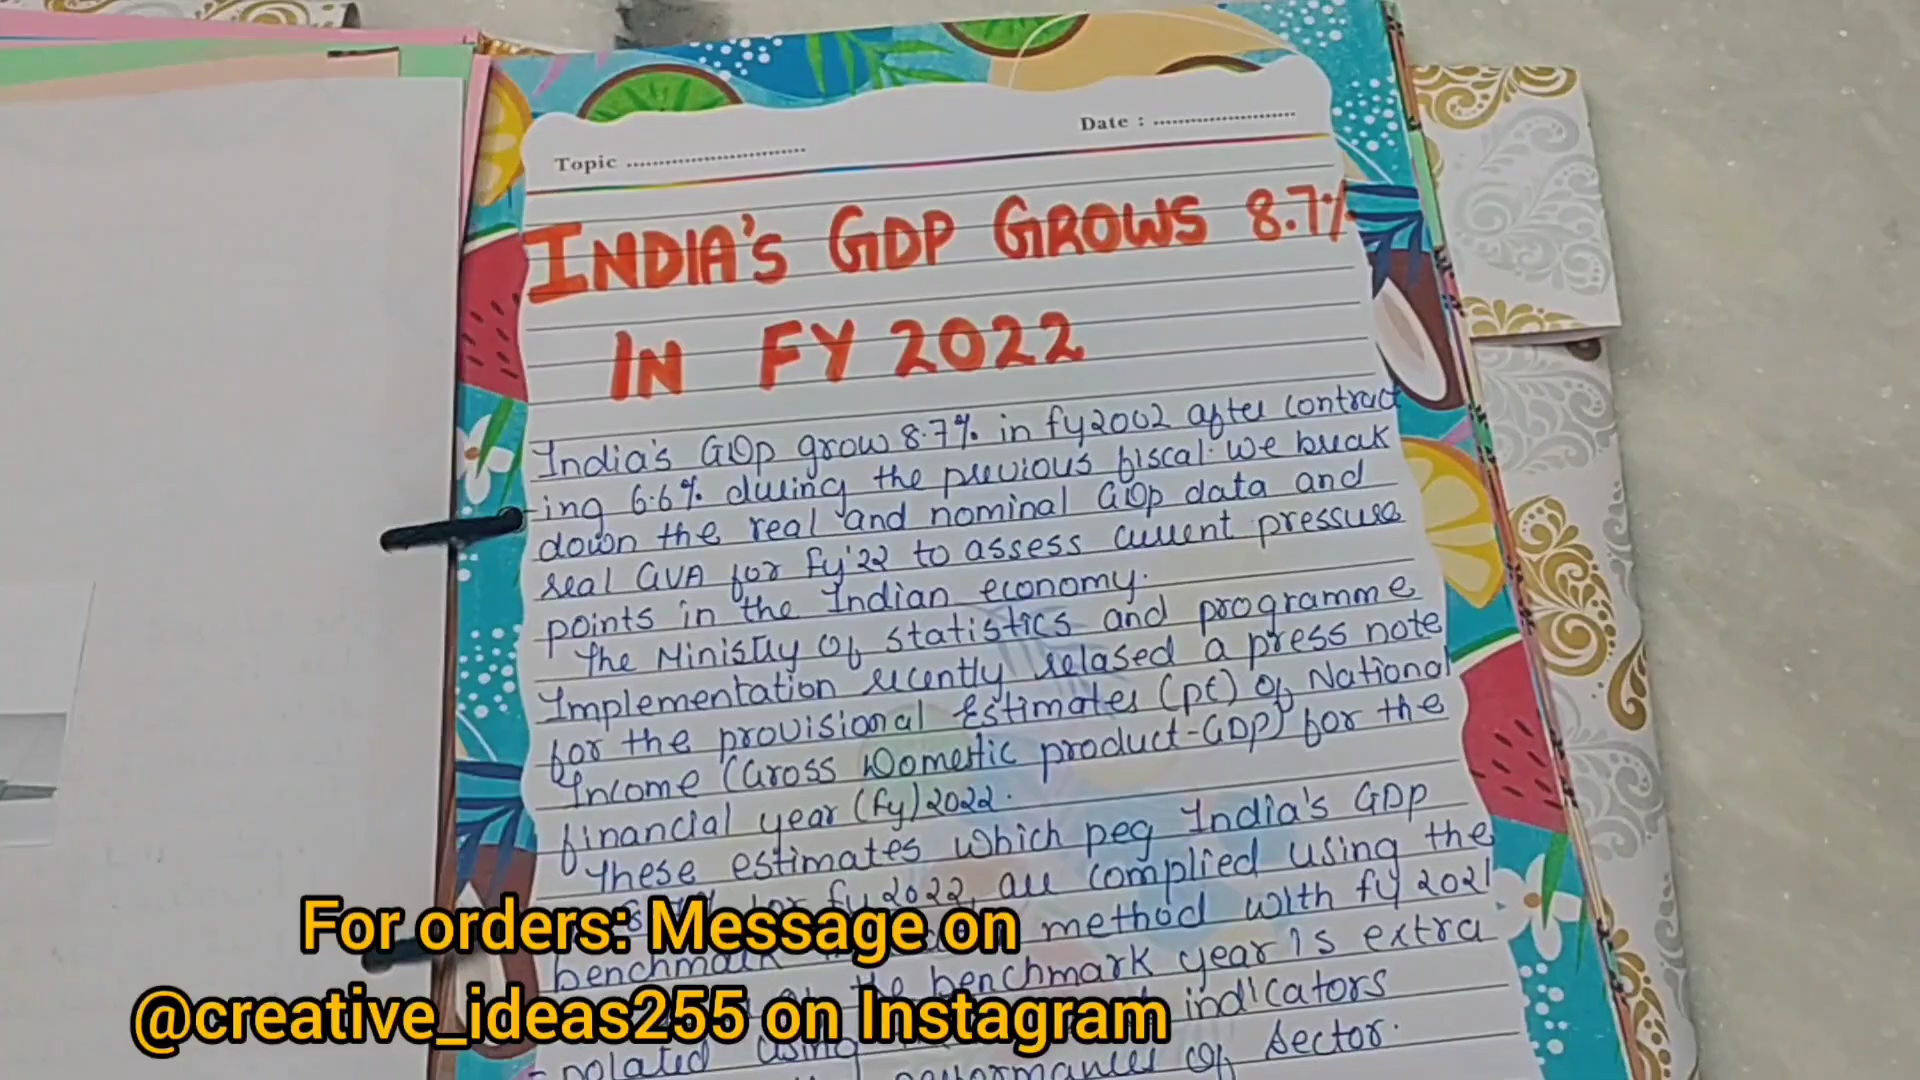 Topic ............................
Date : ........................
INDIA'S GDP GROWS 8.7%
IN FY 2022
India's GDP grow 8.7% in fy2002 after contract
-ing 6.6% during the previous fiscal. we break
down the real and nominal GDp data and
real GVA for fy'22 to assess current pressure
points in the Indian economy.
The Ministry Of statistics and programme
Implementation recently relased a press note
for the provisional Estimates (pE) Of National
Income (Gross Domestic product-GDP) for the
financial year (fy)2022.
These estimates which peg India's GDP
for fy2022, are complied using the
benchmark method with fy 2021
the benchmark year is extra
-polated using indicators
performances Of sector.
For orders: Message on
@creative_ideas255 on Instagram